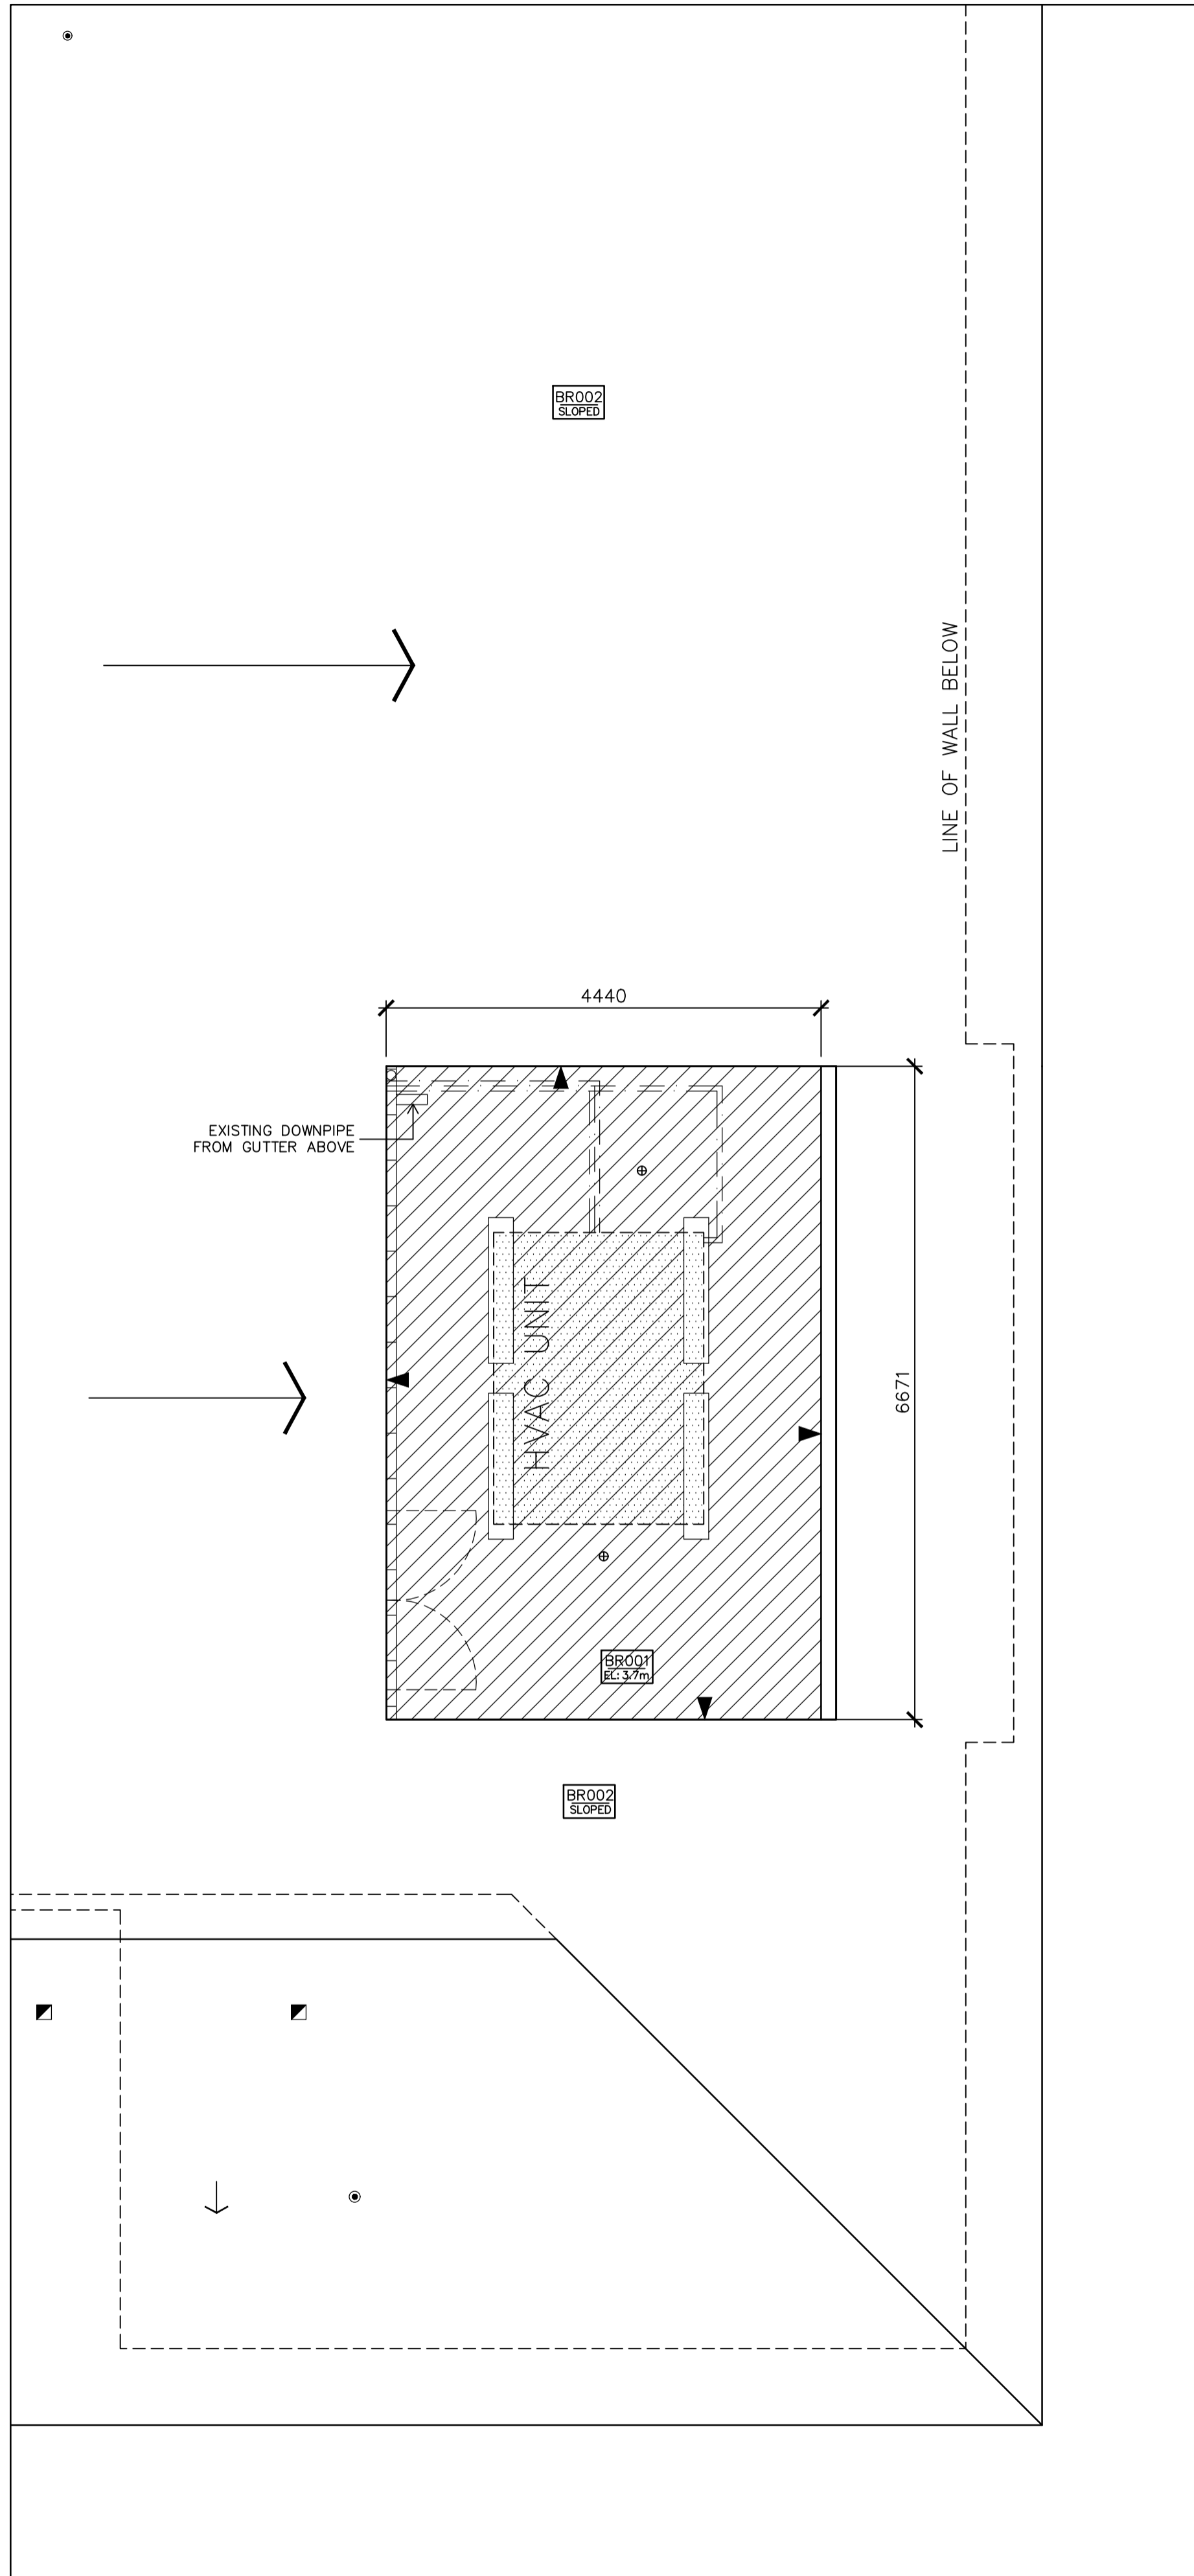 BR002
SLOPED
LINE OF WALL BELOW
4440
EXISTING DOWNPIPE
FROM GUTTER ABOVE
HVAC UNIT
6671
BR001
EL: 3.7m
BR002
SLOPED